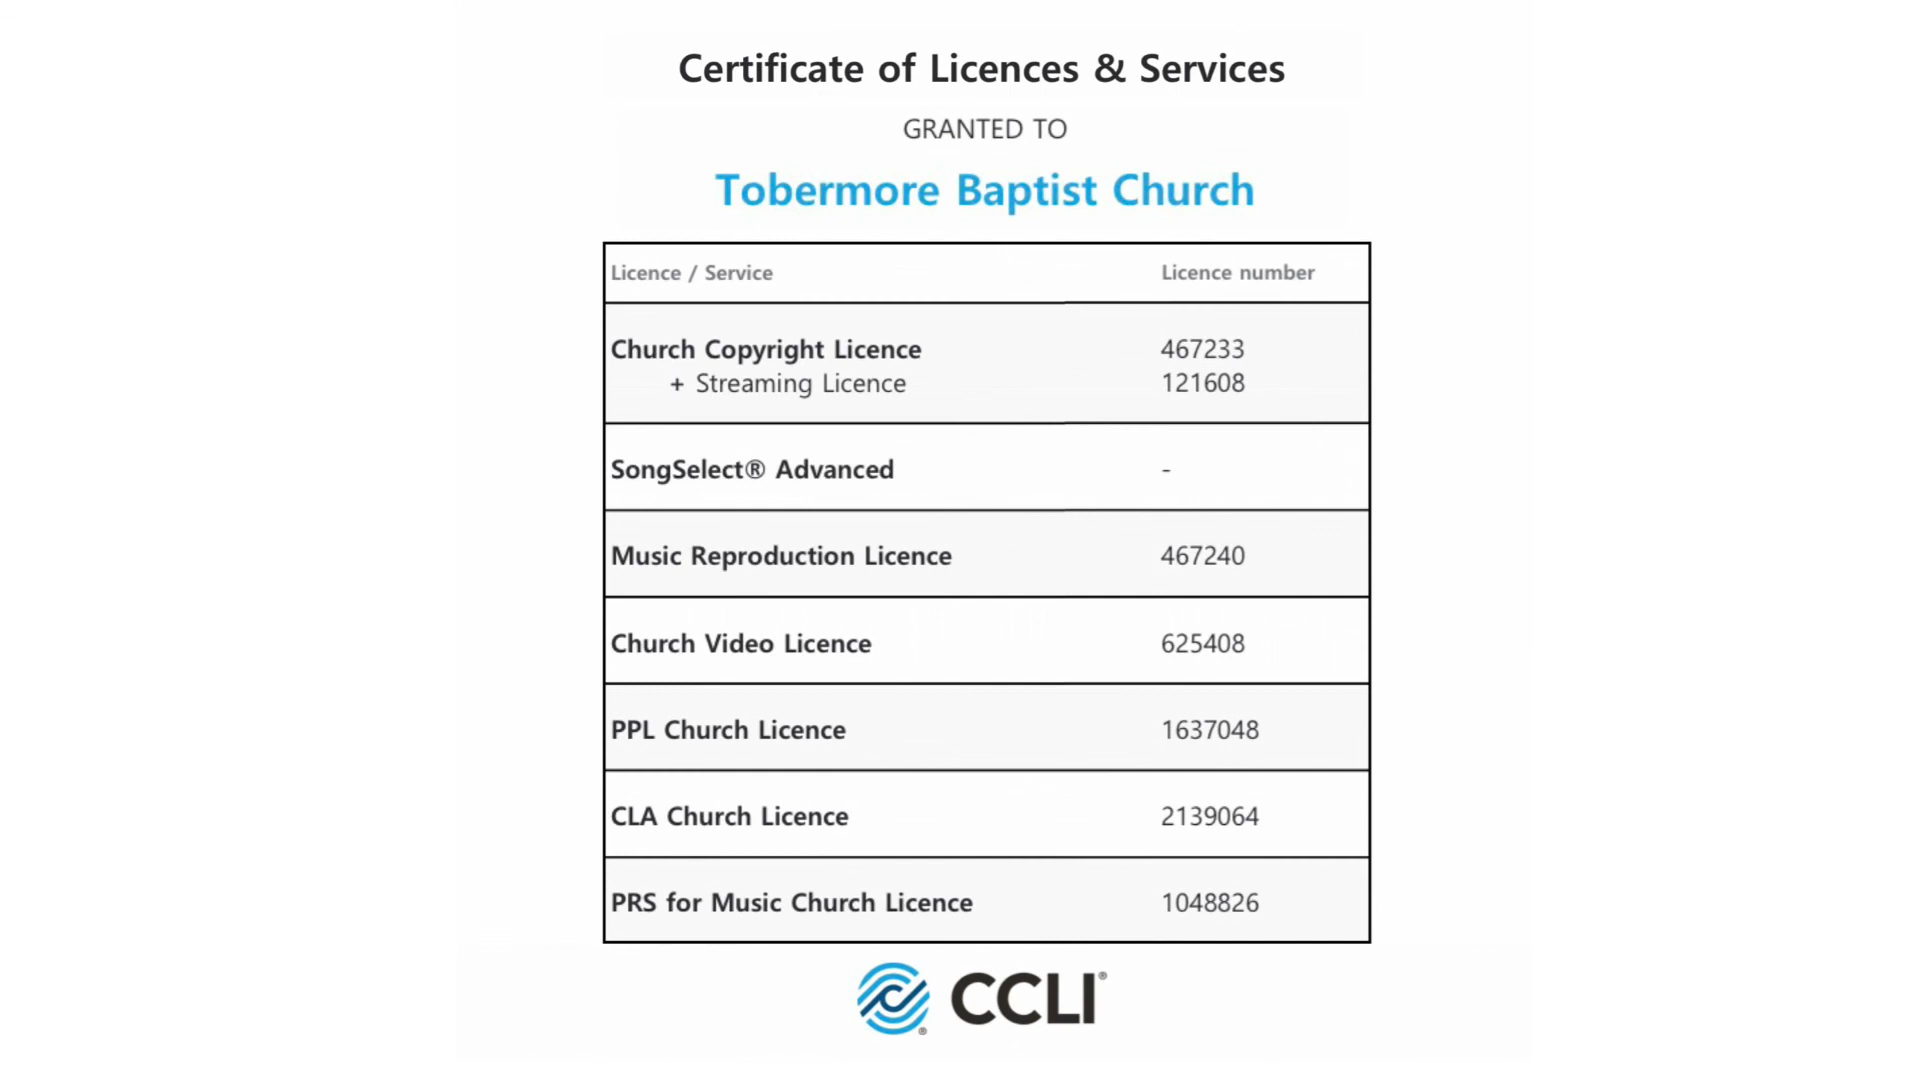 Certificate of Licences & Services
GRANTED TO
Tobermore Baptist Church
Licence / Service Licence number
Church Copyright Licence 467233
+ Streaming Licence 121608
SongSelect® Advanced -
Music Reproduction Licence 467240
Church Video Licence 625408
PPL Church Licence 1637048
CLA Church Licence 2139064
PRS for Music Church Licence 1048826
CCLI®